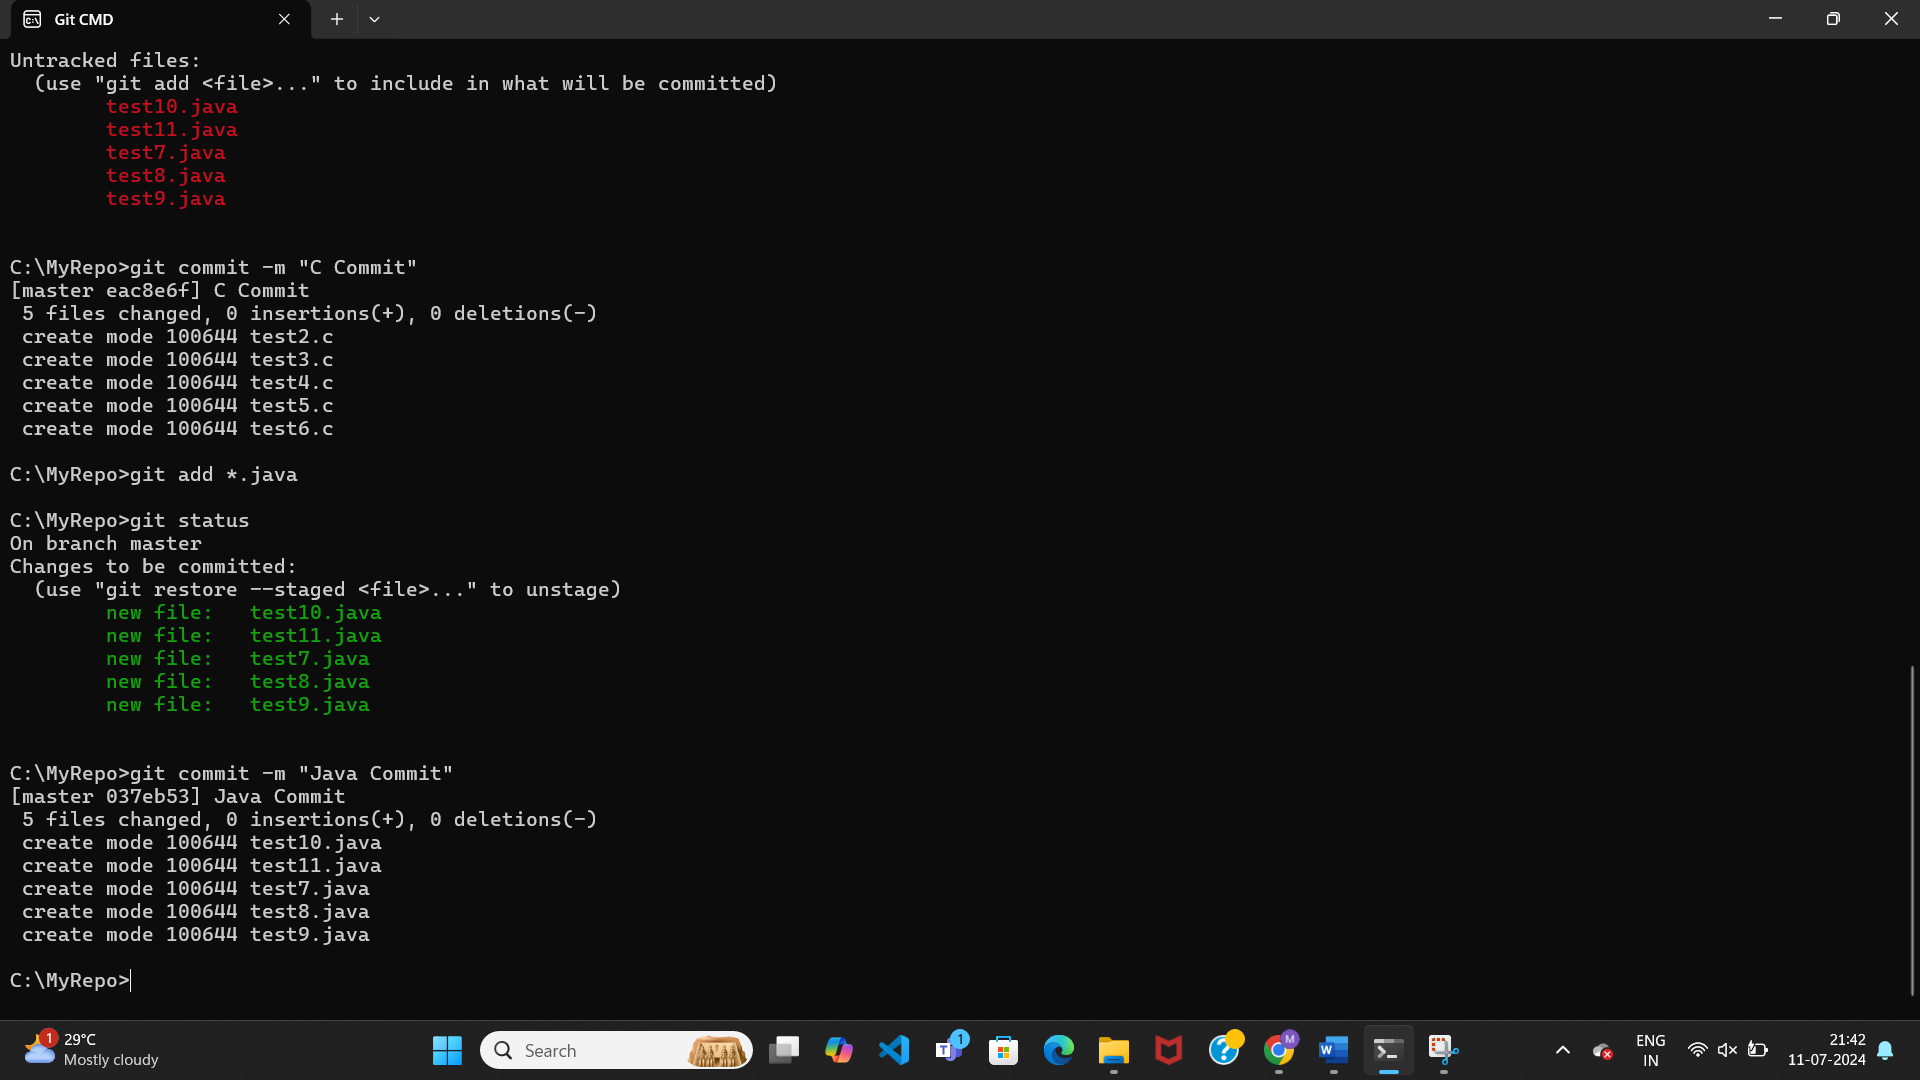 Git CMD
Untracked files:
  (use "git add <file>..." to include in what will be committed)
        test10.java
        test11.java
        test7.java
        test8.java
        test9.java
C:\MyRepo>git commit -m "C Commit"
[master eac8e6f] C Commit
 5 files changed, 0 insertions(+), 0 deletions(-)
 create mode 100644 test2.c
 create mode 100644 test3.c
 create mode 100644 test4.c
 create mode 100644 test5.c
 create mode 100644 test6.c
C:\MyRepo>git add *.java
C:\MyRepo>git status
On branch master
Changes to be committed:
  (use "git restore --staged <file>..." to unstage)
        new file:   test10.java
        new file:   test11.java
        new file:   test7.java
        new file:   test8.java
        new file:   test9.java
C:\MyRepo>git commit -m "Java Commit"
[master 037eb53] Java Commit
 5 files changed, 0 insertions(+), 0 deletions(-)
 create mode 100644 test10.java
 create mode 100644 test11.java
 create mode 100644 test7.java
 create mode 100644 test8.java
 create mode 100644 test9.java
C:\MyRepo>
1
29°C
Mostly cloudy
Search
T
1
M
W
ENG
IN
21:42
11-07-2024